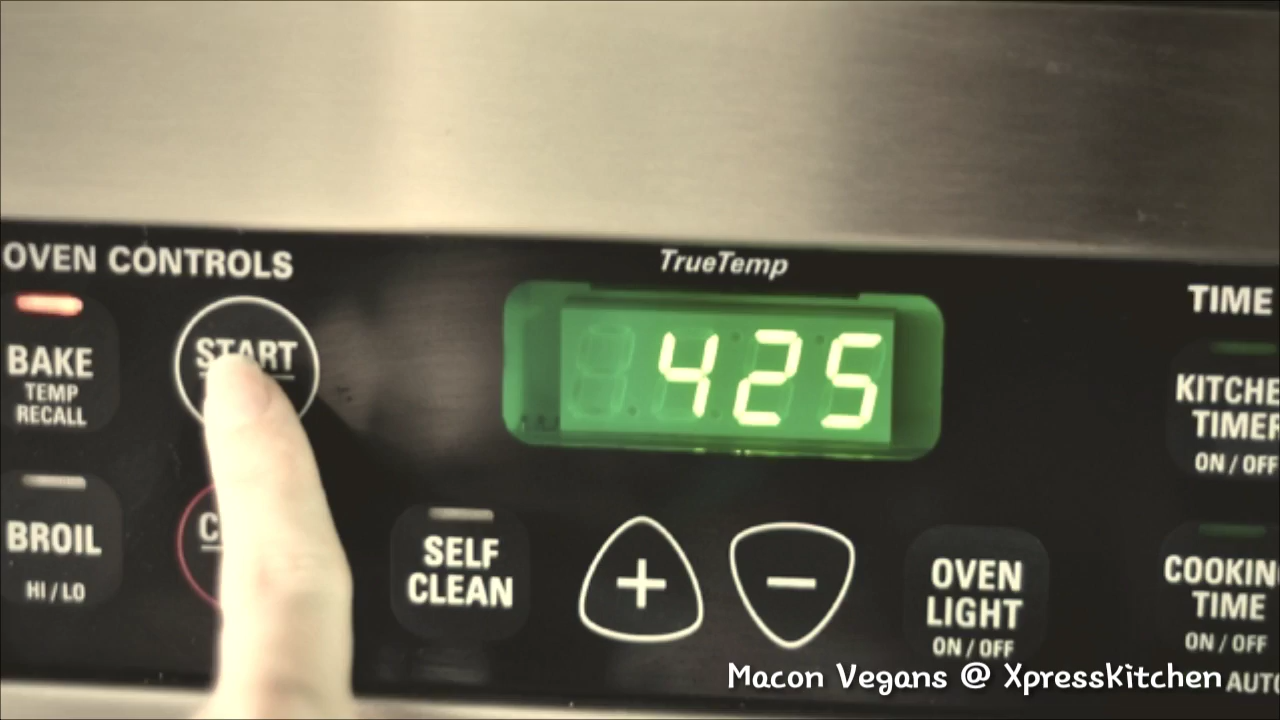 OVEN CONTROLS
TrueTemp
TIME
BAKE
TEMP
RECALL
START
425
KITCHE
TIMER
ON / OFF
BROIL
HI / LO
C
SELF
CLEAN
+
−
OVEN
LIGHT
ON / OFF
COOKIN
TIME
ON / OFF
AUTO
Macon Vegans @ XpressKitchen